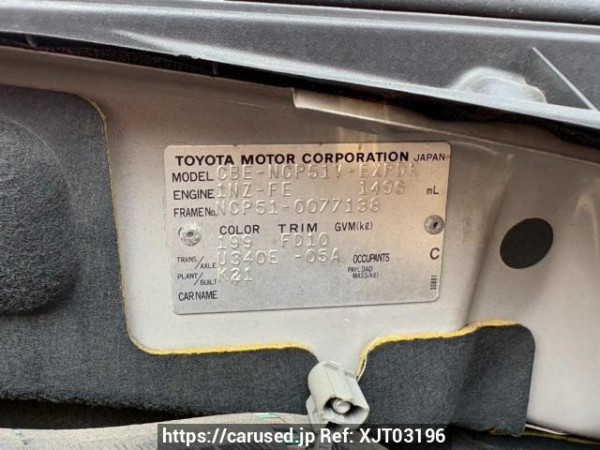 TOYOTA MOTOR CORPORATION JAPAN
MODEL CBE-NCP51V-EXPDK
ENGINE 1NZ-FE 1496 mL
FRAME No. NCP51-0077138
COLOR TRIM GVM(kg)
199 FD10
TRANS./AXLE U340E -05A OCCUPANTS C
PLANT/BUILT K21 PAYLOAD MASS(kg)
CAR NAME
https://carused.jp Ref: XJT03196